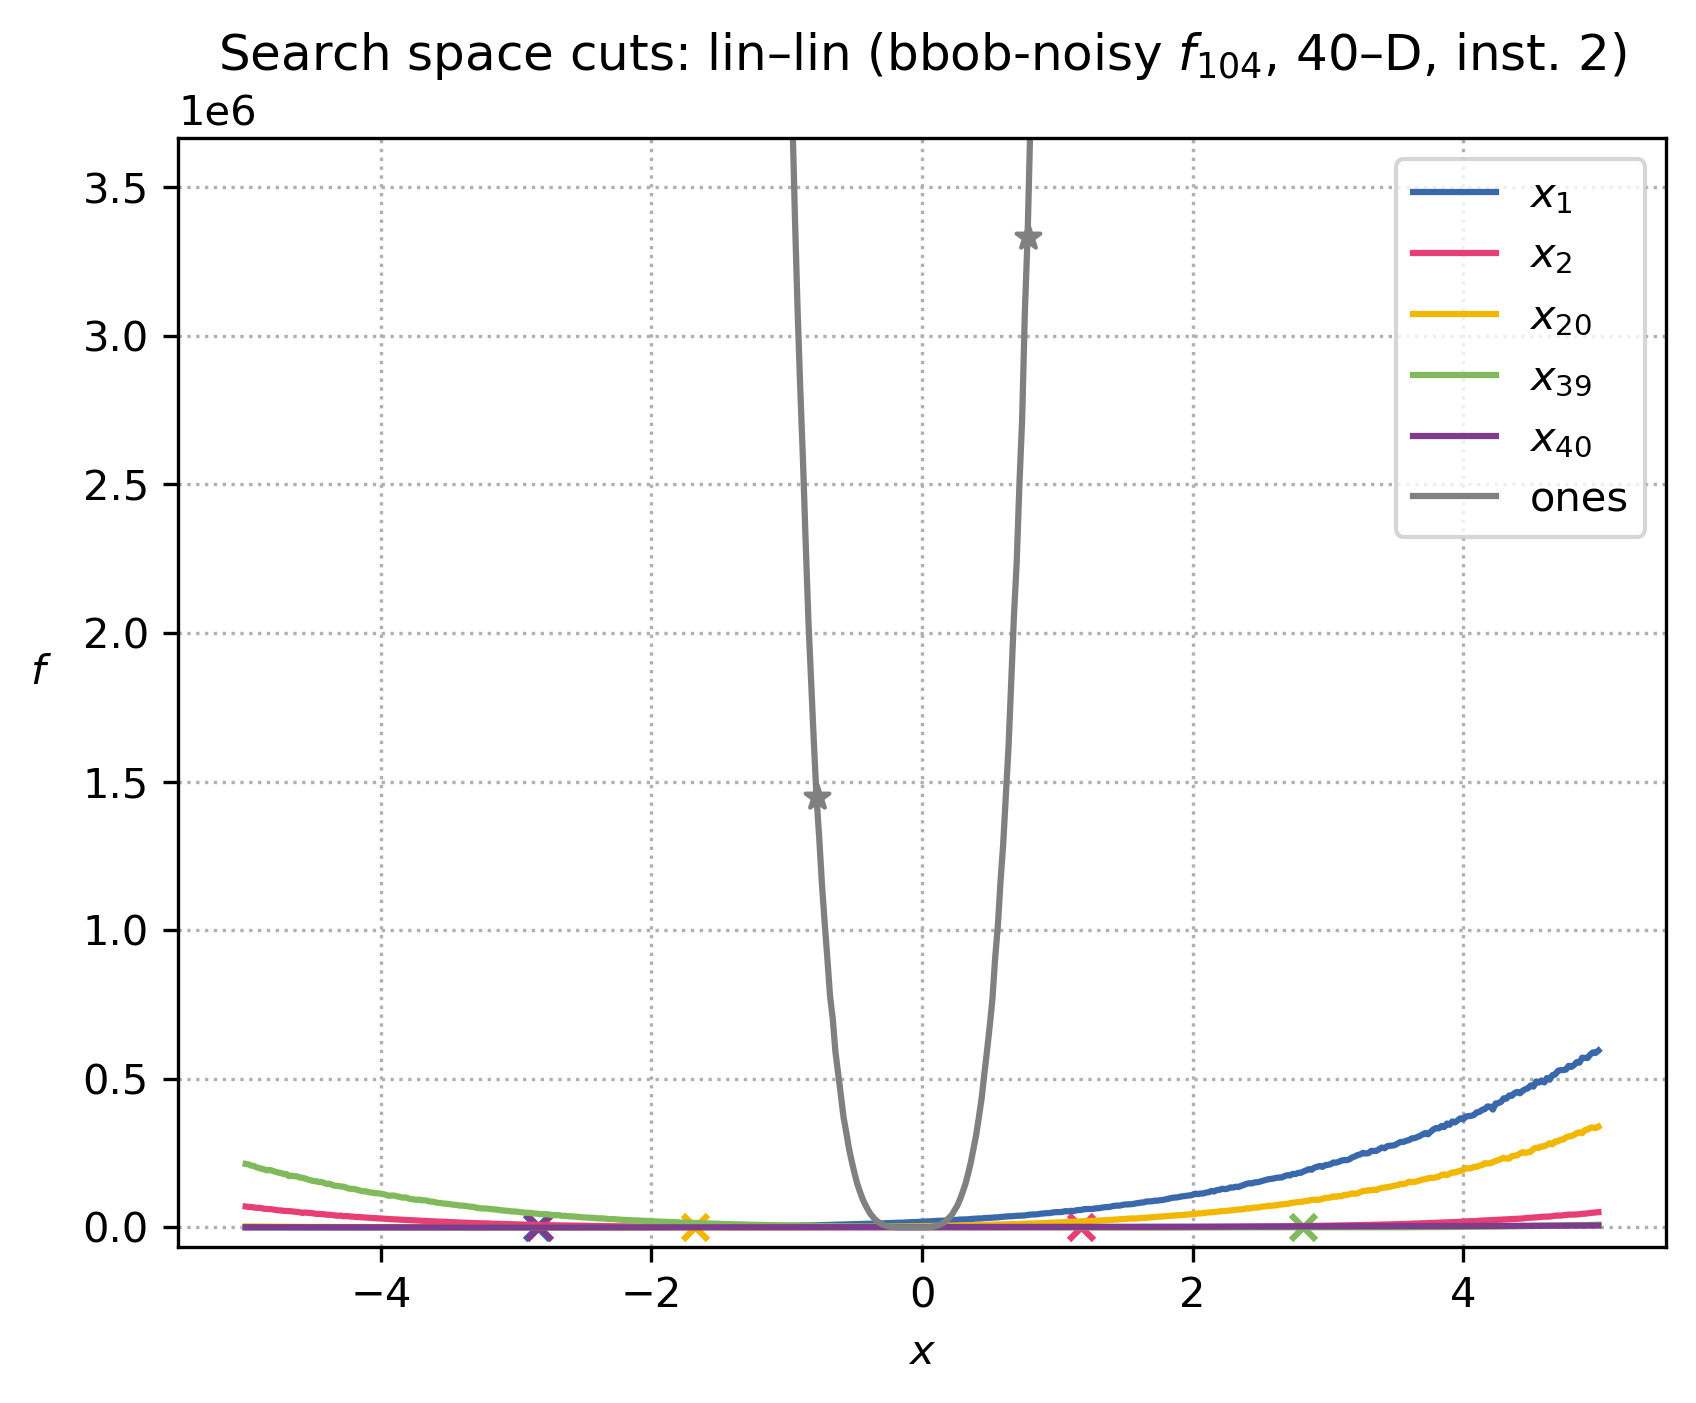 Search space cuts: lin–lin (bbob-noisy f₁₀₄, 40–D, inst. 2)
1e6
3.5
3.0
2.5
2.0
1.5
1.0
0.5
0.0
f
−4
−2
0
2
4
x
x₁
x₂
x₂₀
x₃₉
x₄₀
ones